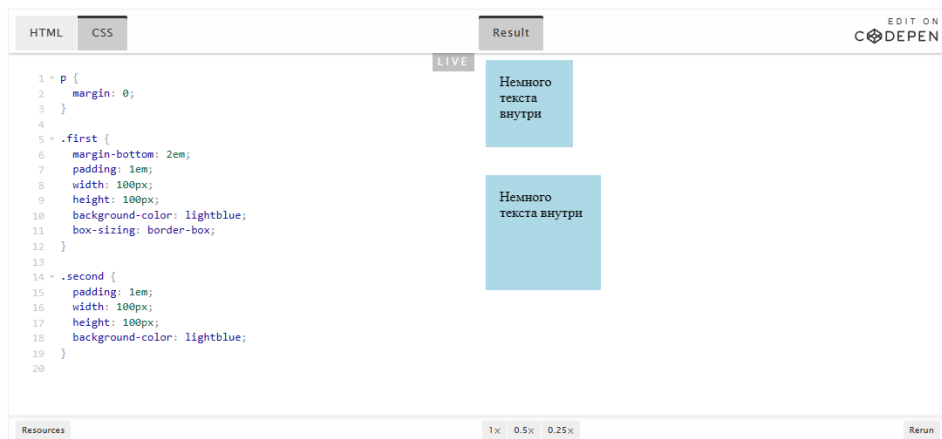 HTML CSS Result EDIT ON
CODEPEN
LIVE
1 p {
2 margin: 0;
3 }
4
5 .first {
6 margin-bottom: 2em;
7 padding: 1em;
8 width: 100px;
9 height: 100px;
10 background-color: lightblue;
11 box-sizing: border-box;
12 }
13
14 .second {
15 padding: 1em;
16 width: 100px;
17 height: 100px;
18 background-color: lightblue;
19 }
20
Немного
текста
внутри
Немного
текста внутри
Resources 1× 0.5× 0.25× Rerun